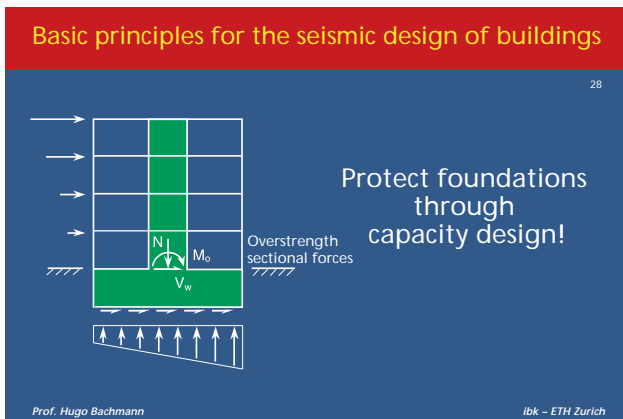 Basic principles for the seismic design of buildings
28
Protect foundations
through
capacity design!
N
Mo
Overstrength
sectional forces
Vw
Prof. Hugo Bachmann
ibk – ETH Zurich